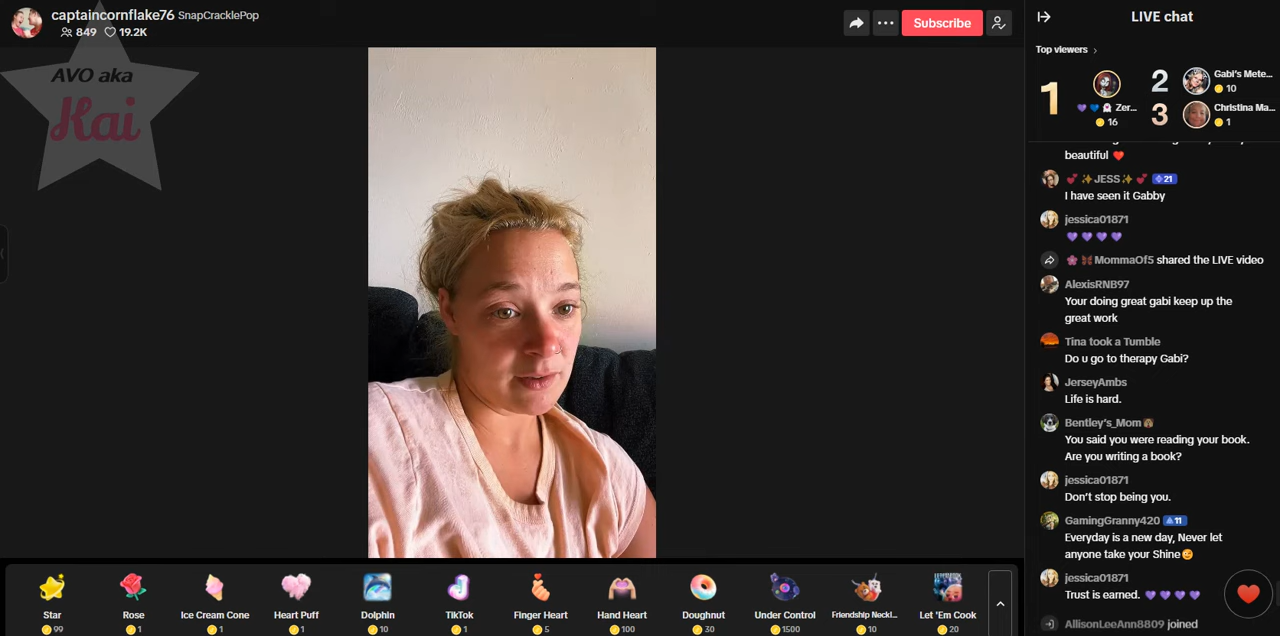 captaincornflake76 SnapCracklePop
849 19.2K
Subscribe
LIVE chat
AVO aka
Kai
Top viewers
1
Zer...
16
2
Gabi's Mete...
10
3
Christina Ma...
1
beautiful ❤️
💕✨JESS✨💕 21
I have seen it Gabby
jessica01871
💜💜💜💜
🌸🦋MommaOf5 shared the LIVE video
AlexisRNB97
Your doing great gabi keep up the
great work
Tina took a Tumble
Do u go to therapy Gabi?
JerseyAmbs
Life is hard.
Bentley's_Mom
You said you were reading your book.
Are you writing a book?
jessica01871
Don't stop being you.
GamingGranny420 11
Everyday is a new day, Never let
anyone take your Shine
jessica01871
Trust is earned. 💜💜💜💜
AllisonLeeAnn8809 joined
Star
99
Rose
1
Ice Cream Cone
1
Heart Puff
1
Dolphin
10
TikTok
1
Finger Heart
5
Hand Heart
100
Doughnut
30
Under Control
1500
Friendship Neckl...
10
Let 'Em Cook
20